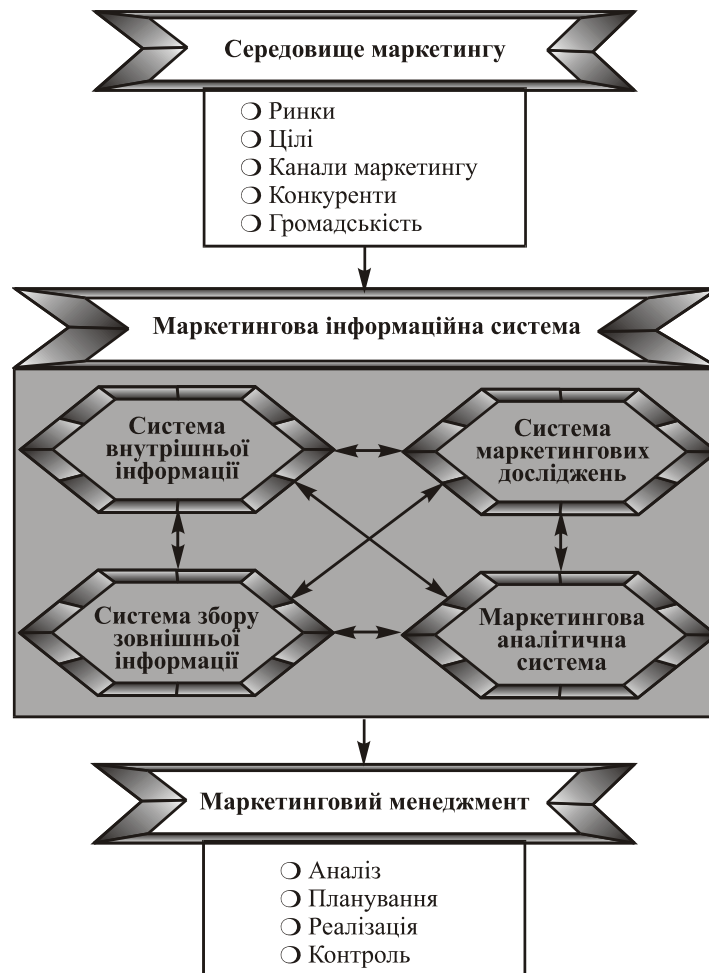 Середовище маркетингу
❍ Ринки
❍ Цілі
❍ Канали маркетингу
❍ Конкуренти
❍ Громадськість
Маркетингова інформаційна система
Система
внутрішньої
інформації
Система
маркетингових
досліджень
Система збору
зовнішньої
інформації
Маркетингова
аналітична
система
Маркетинговий менеджмент
❍ Аналіз
❍ Планування
❍ Реалізація
❍ Контроль